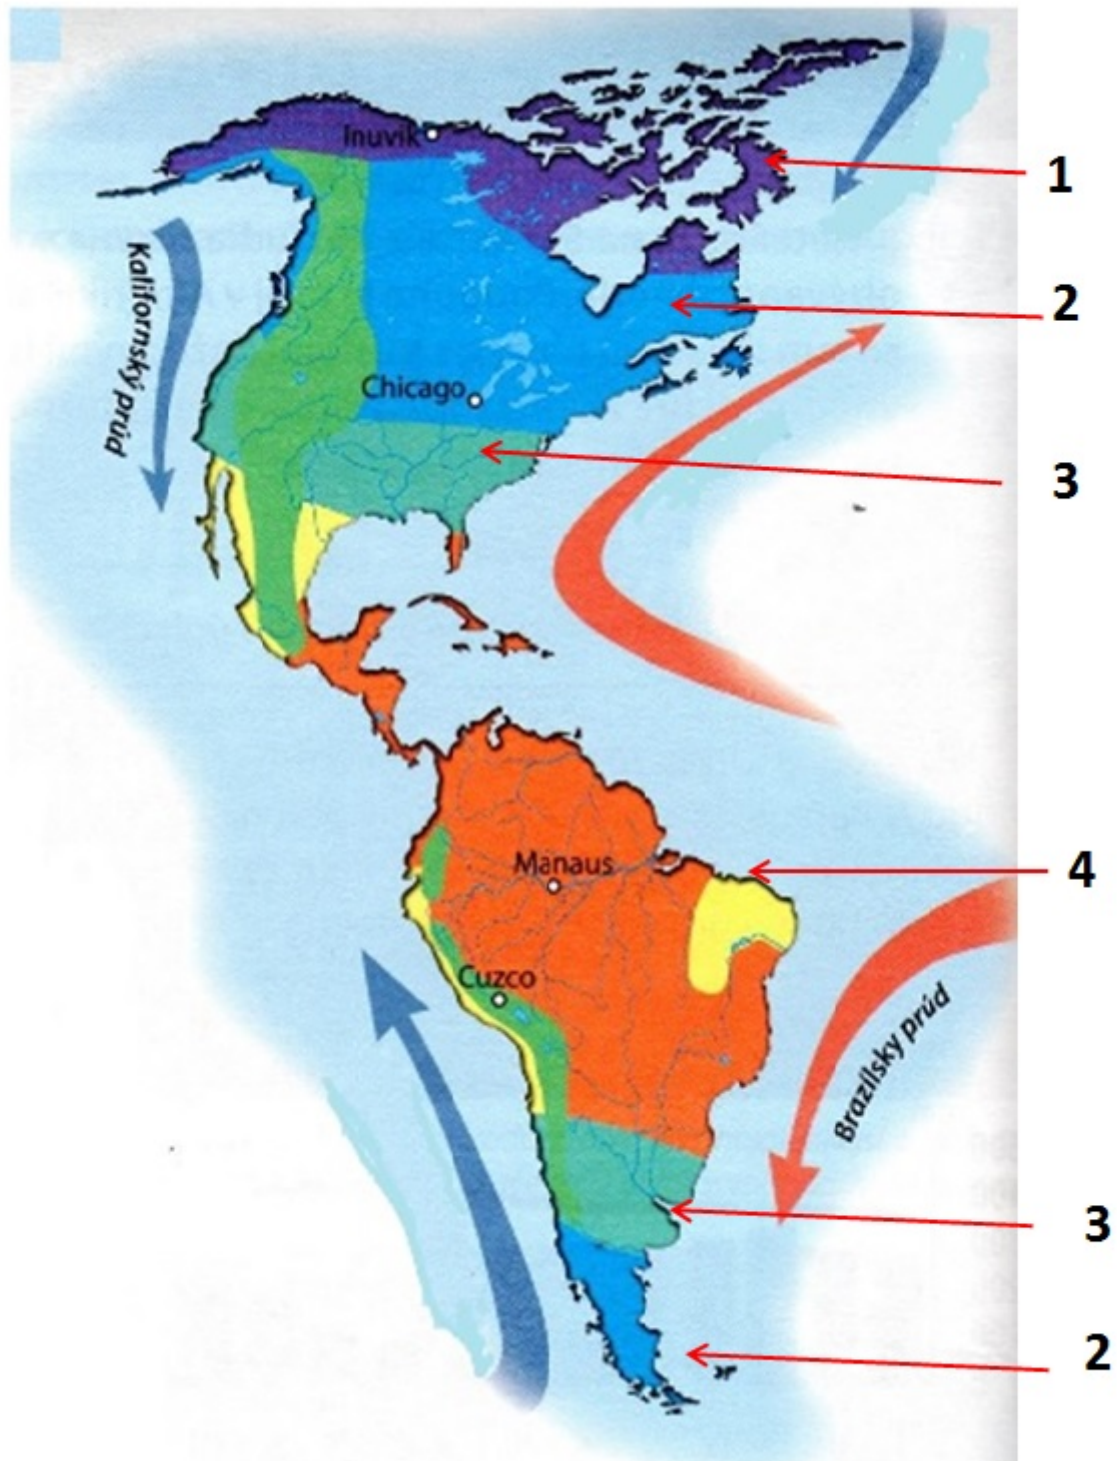 Inuvik
1
2
Kalifornský prúd
Chicago
3
Manaus
4
Cuzco
Brazílsky prúd
3
2